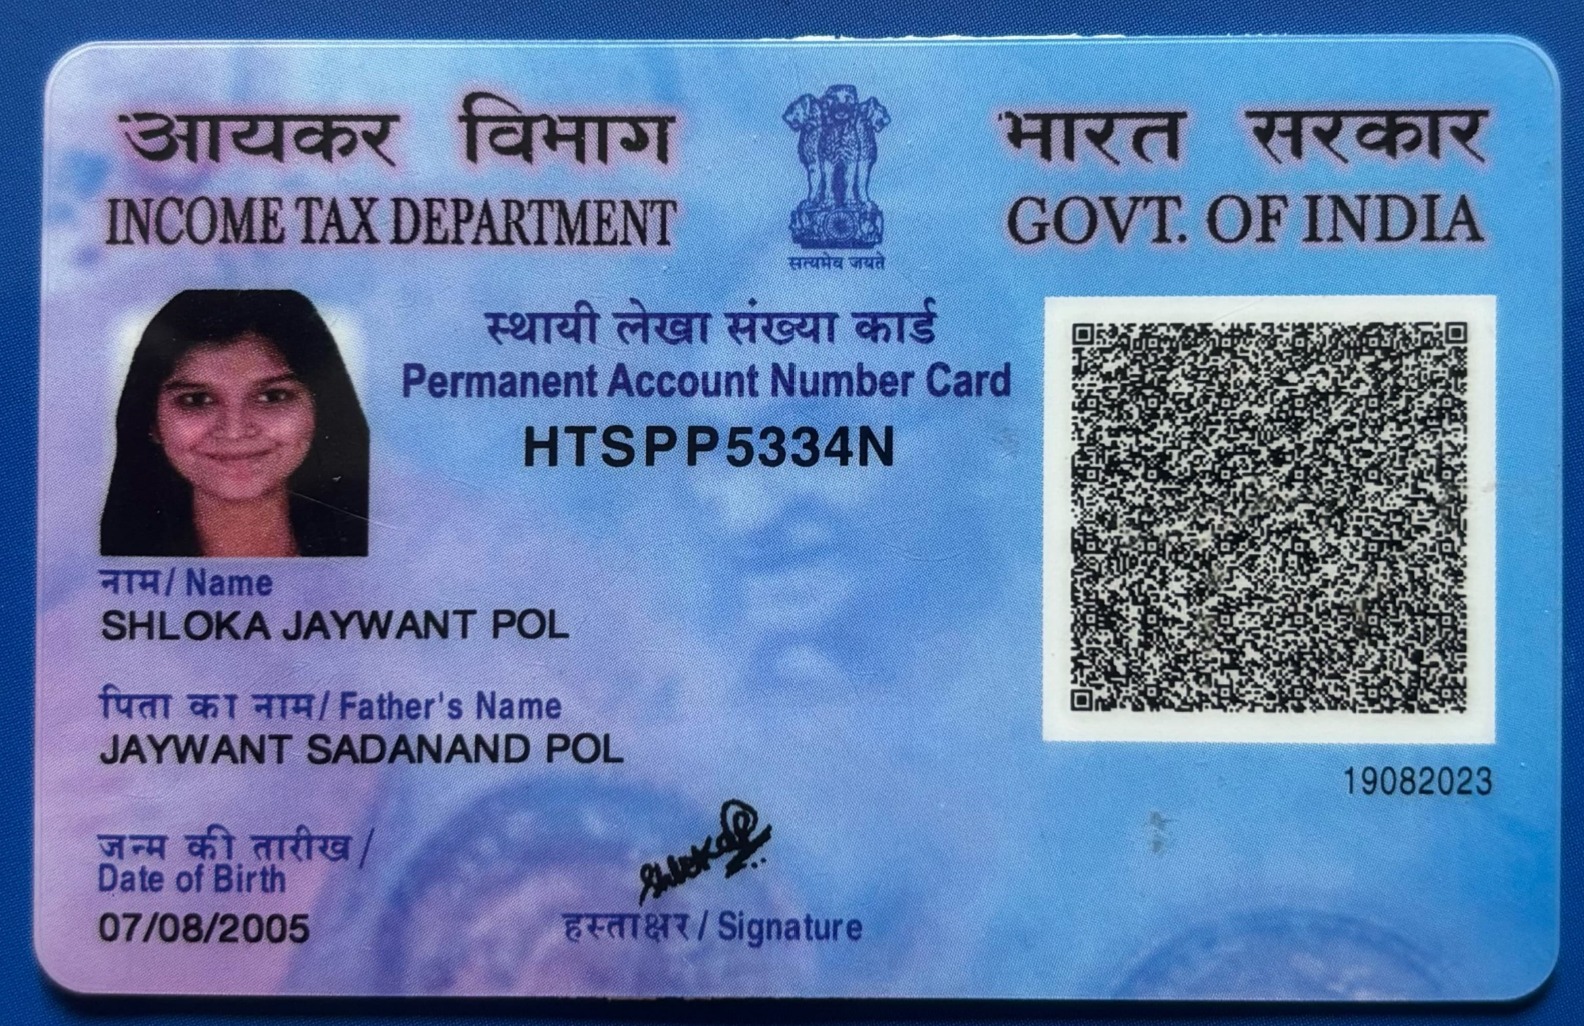 आयकर विभाग
INCOME TAX DEPARTMENT
सत्यमेव जयते
भारत सरकार
GOVT. OF INDIA
स्थायी लेखा संख्या कार्ड
Permanent Account Number Card
HTSPP5334N
नाम/ Name
SHLOKA JAYWANT POL
पिता का नाम/ Father's Name
JAYWANT SADANAND POL
19082023
जन्म की तारीख/
Date of Birth
07/08/2005
हस्ताक्षर/ Signature